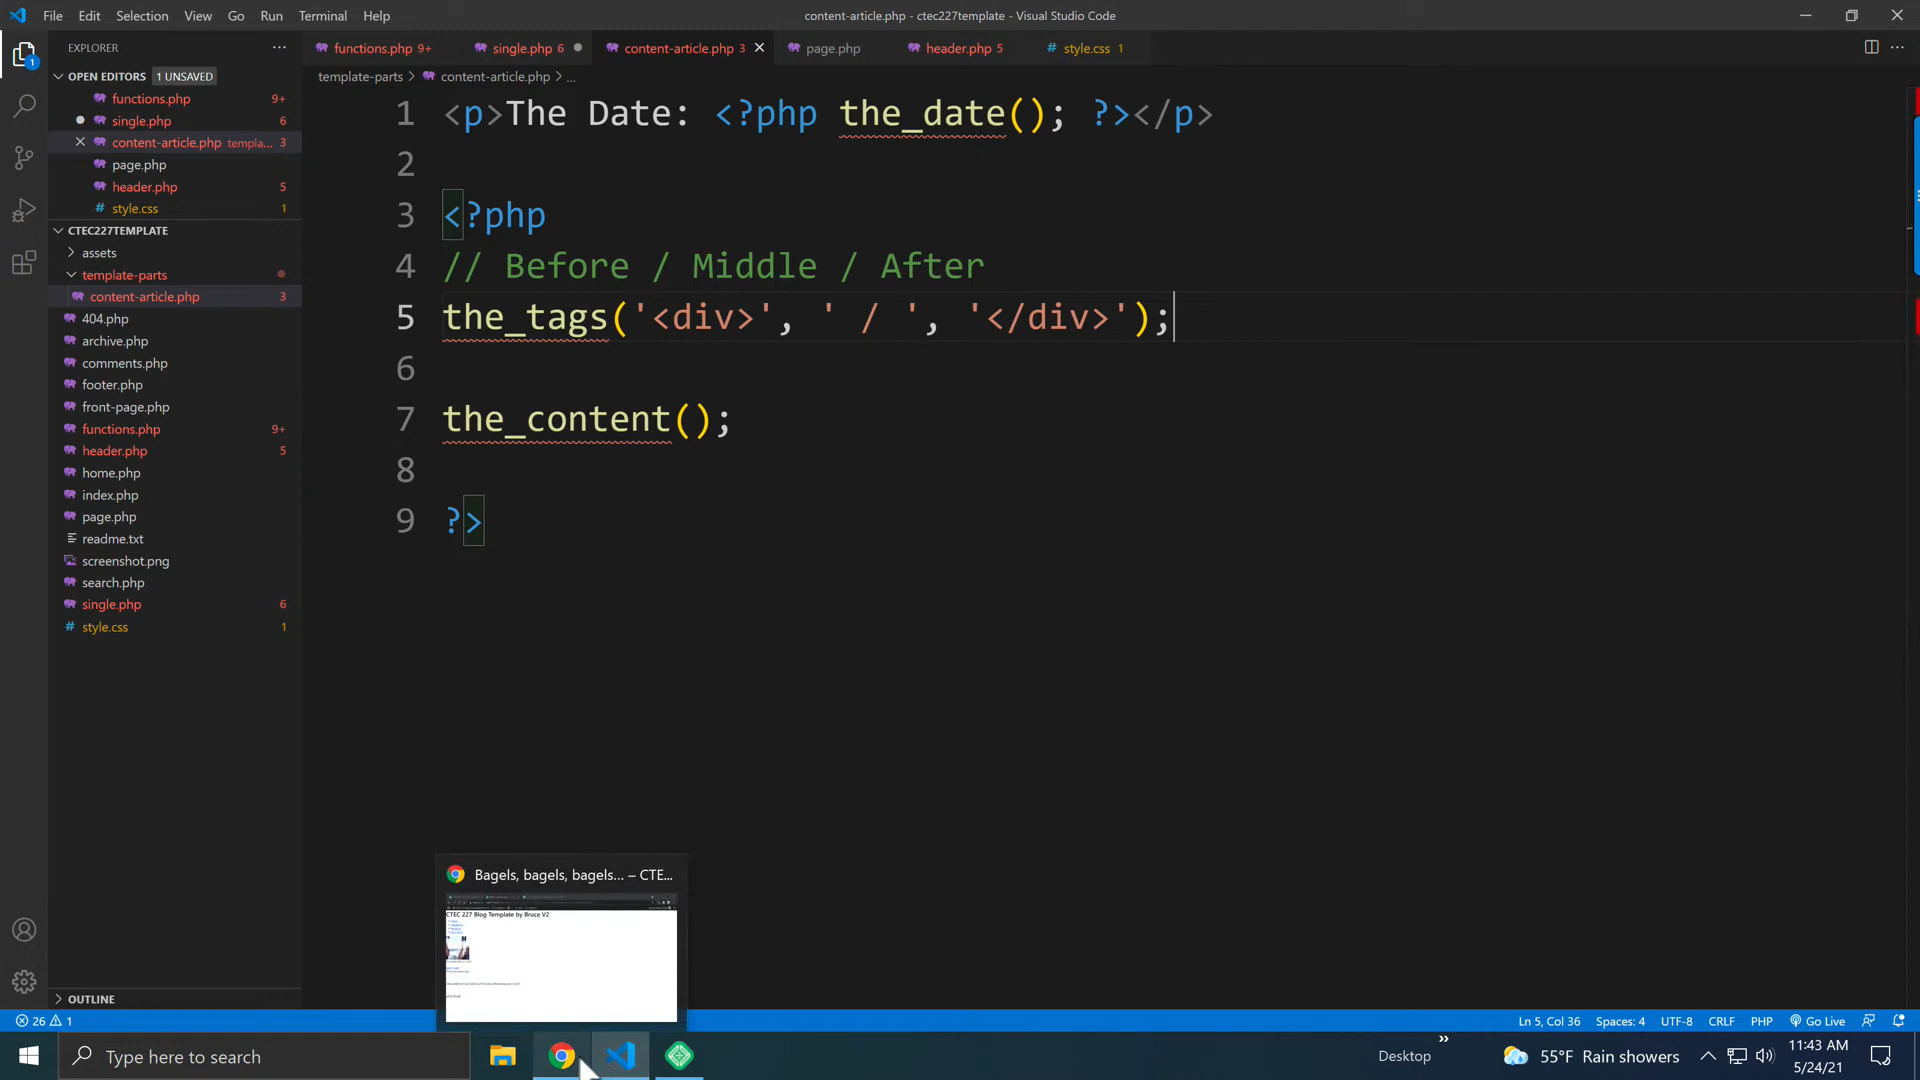 File Edit Selection View Go Run Terminal Help
content-article.php - ctec227template - Visual Studio Code
EXPLORER
functions.php 9+
single.php 6
content-article.php 3
page.php
header.php 5
# style.css 1
template-parts > content-article.php > ...
OPEN EDITORS 1 UNSAVED
functions.php 9+
single.php 6
content-article.php templa... 3
page.php
header.php 5
# style.css 1
CTEC227TEMPLATE
assets
template-parts
content-article.php 3
404.php
archive.php
comments.php
footer.php
front-page.php
functions.php 9+
header.php 5
home.php
index.php
page.php
readme.txt
screenshot.png
search.php
single.php 6
# style.css 1
OUTLINE
1 <p>The Date: <?php the_date(); ?></p>
2
3 <?php
4 // Before / Middle / After
5 the_tags('<div>', ' / ', '</div>');
6
7 the_content();
8
9 ?>
1
Bagels, bagels, bagels... – CTE...
CTEC 227 Blog Template by Bruce V2
26 1
Ln 5, Col 36 Spaces: 4 UTF-8 CRLF PHP Go Live
Type here to search
Desktop
55°F Rain showers
11:43 AM
5/24/21